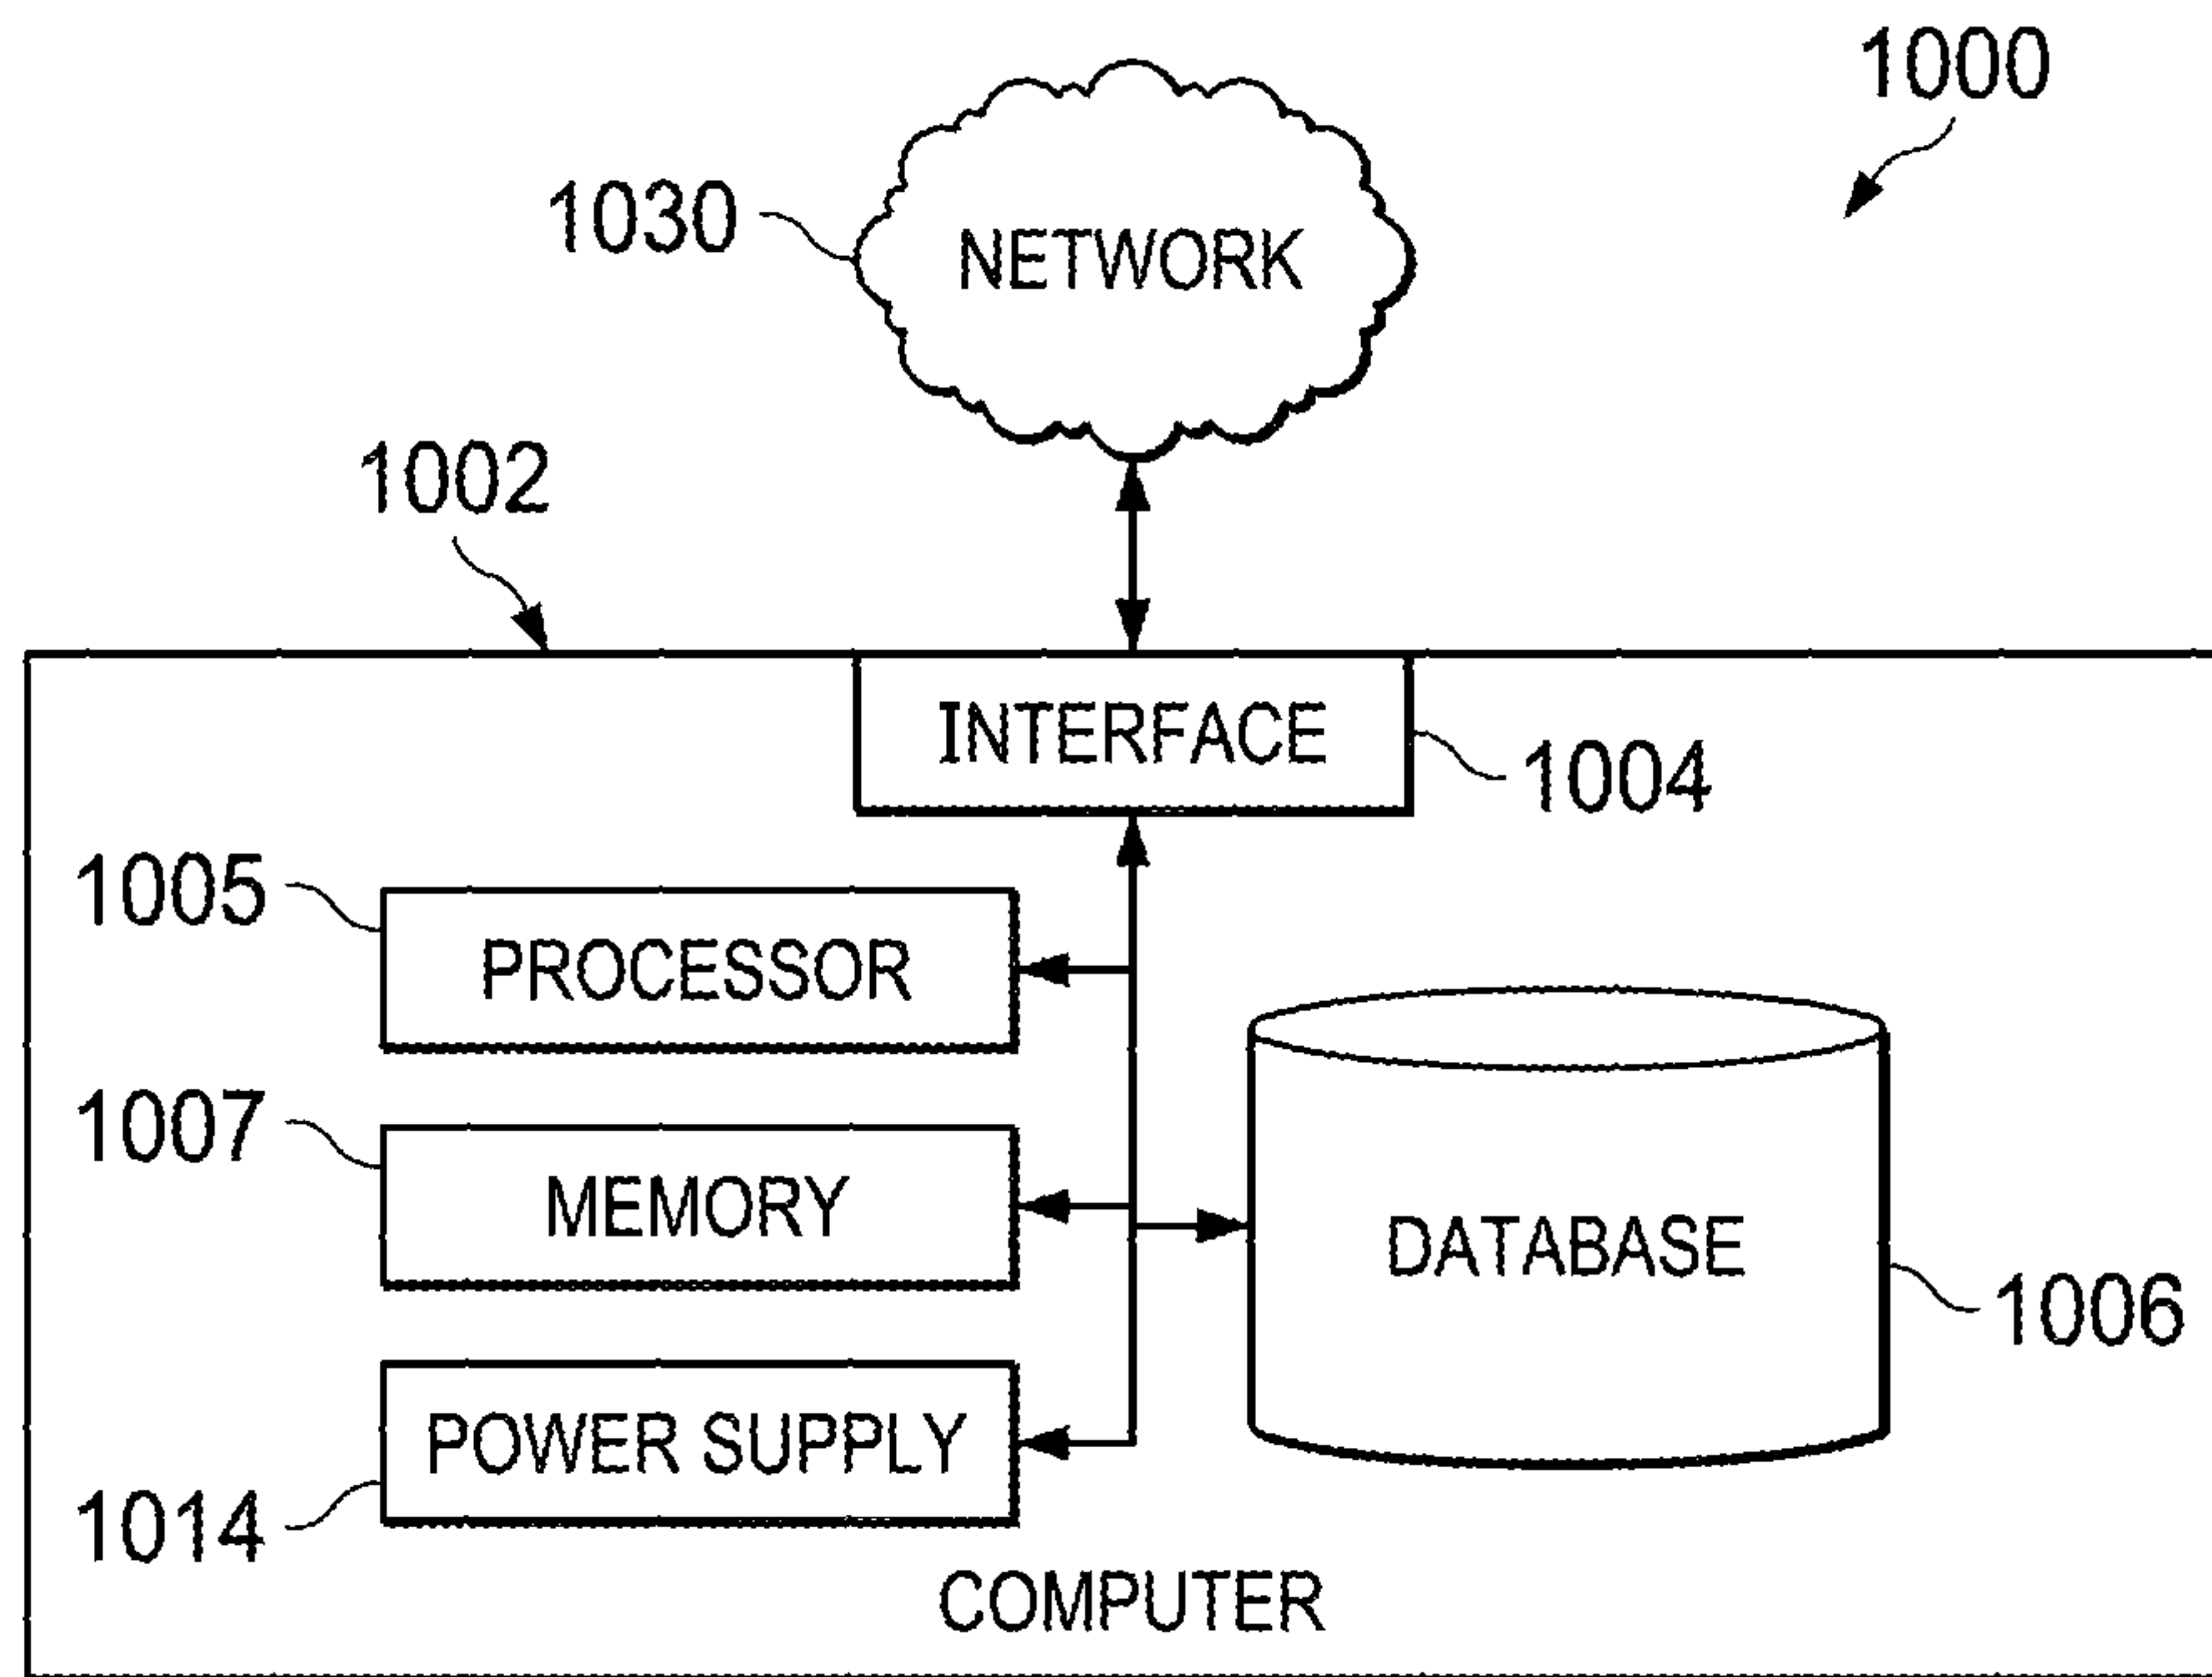 1000
1030
NETWORK
1002
INTERFACE
1004
1005
PROCESSOR
1007
MEMORY
DATABASE
1006
POWER SUPPLY
1014
COMPUTER